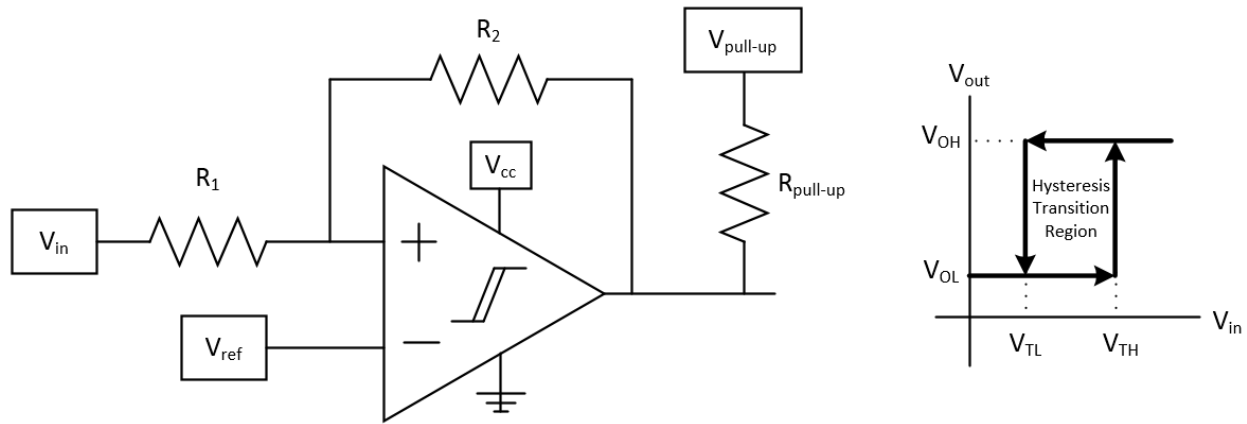 R2
Vpull-up
Vout
VOH
Vcc
R1
Rpull-up
Hysteresis
Transition
Region
Vin
+
VOL
Vref
−
Vin
VTL
VTH